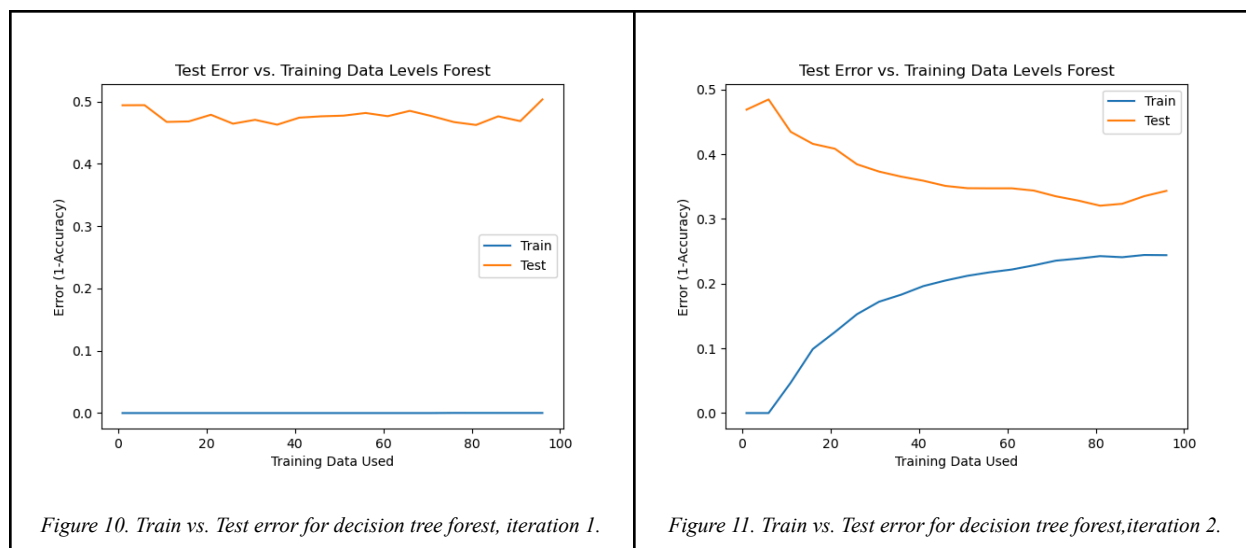 Test Error vs. Training Data Levels Forest
0.5
0.4
0.3
0.2
0.1
0.0
Error (1-Accuracy)
Train
Test
0
20
40
60
80
100
Training Data Used
Figure 10. Train vs. Test error for decision tree forest, iteration 1.
Test Error vs. Training Data Levels Forest
0.5
0.4
0.3
0.2
0.1
0.0
Error (1-Accuracy)
Train
Test
0
20
40
60
80
100
Training Data Used
Figure 11. Train vs. Test error for decision tree forest,iteration 2.